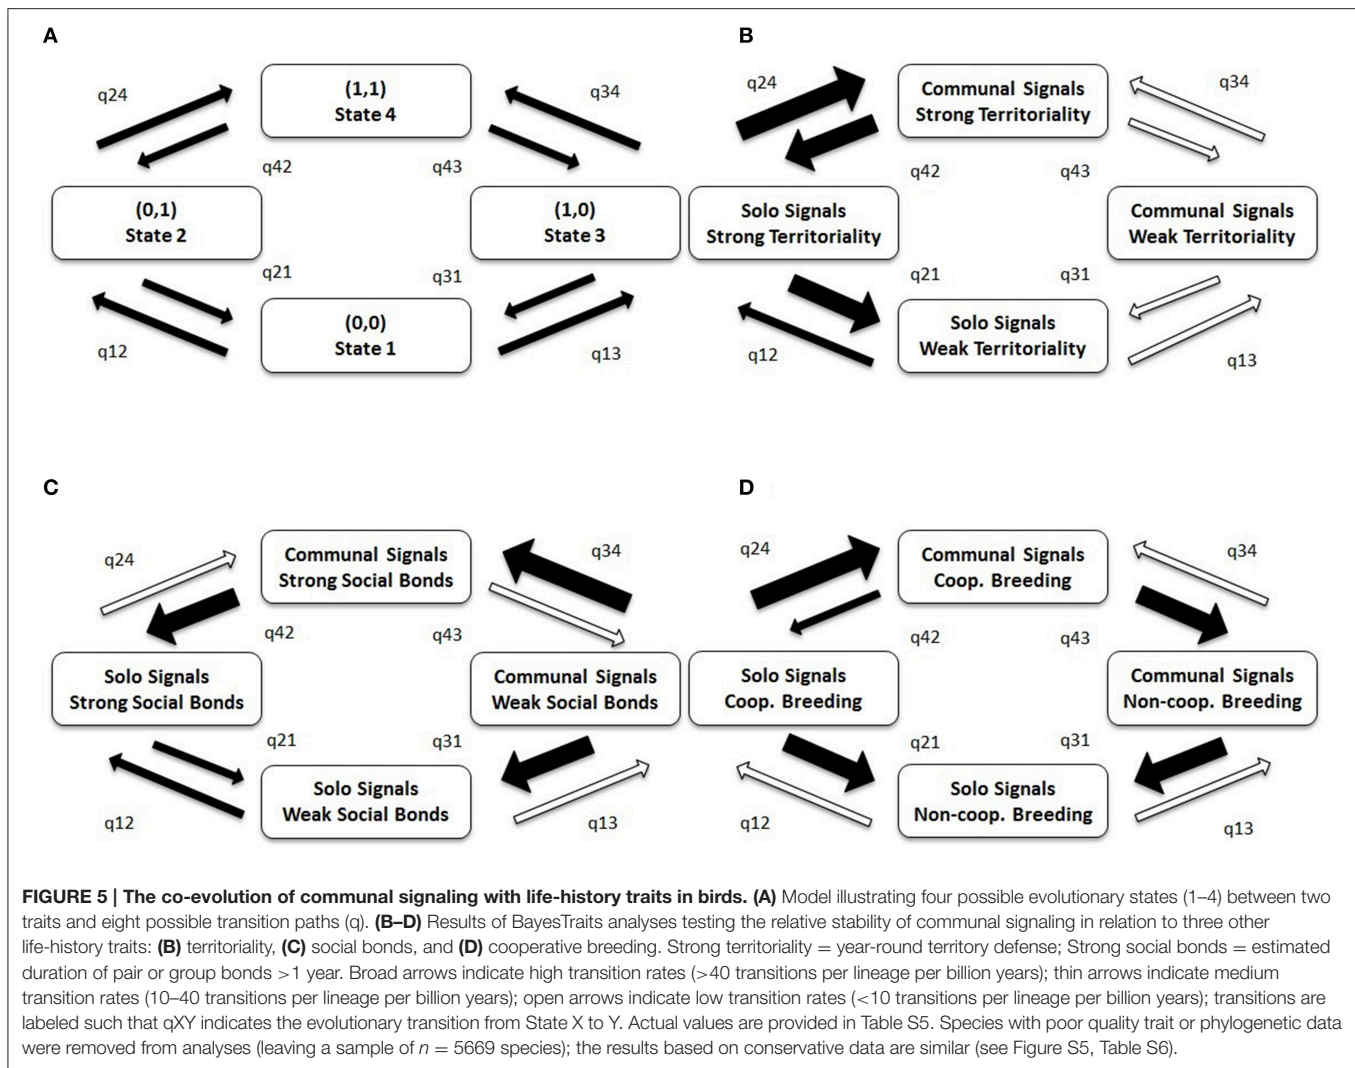 A
q24
(1,1)
State 4
q34
q42
q43
(0,1)
State 2
(1,0)
State 3
q21
q31
(0,0)
State 1
q12
q13
B
q24
Communal Signals
Strong Territoriality
q34
q42
q43
Solo Signals
Strong Territoriality
Communal Signals
Weak Territoriality
q21
q31
Solo Signals
Weak Territoriality
q12
q13
C
q24
Communal Signals
Strong Social Bonds
q34
q42
q43
Solo Signals
Strong Social Bonds
Communal Signals
Weak Social Bonds
q21
q31
Solo Signals
Weak Social Bonds
q12
q13
D
q24
Communal Signals
Coop. Breeding
q34
q42
q43
Solo Signals
Coop. Breeding
Communal Signals
Non-coop. Breeding
q21
q31
Solo Signals
Non-coop. Breeding
q12
q13
FIGURE 5 | The co-evolution of communal signaling with life-history traits in birds. (A) Model illustrating four possible evolutionary states (1–4) between two
traits and eight possible transition paths (q). (B–D) Results of BayesTraits analyses testing the relative stability of communal signaling in relation to three other
life-history traits: (B) territoriality, (C) social bonds, and (D) cooperative breeding. Strong territoriality = year-round territory defense; Strong social bonds = estimated
duration of pair or group bonds >1 year. Broad arrows indicate high transition rates (>40 transitions per lineage per billion years); thin arrows indicate medium
transition rates (10–40 transitions per lineage per billion years); open arrows indicate low transition rates (<10 transitions per lineage per billion years); transitions are
labeled such that qXY indicates the evolutionary transition from State X to Y. Actual values are provided in Table S5. Species with poor quality trait or phylogenetic data
were removed from analyses (leaving a sample of n = 5669 species); the results based on conservative data are similar (see Figure S5, Table S6).